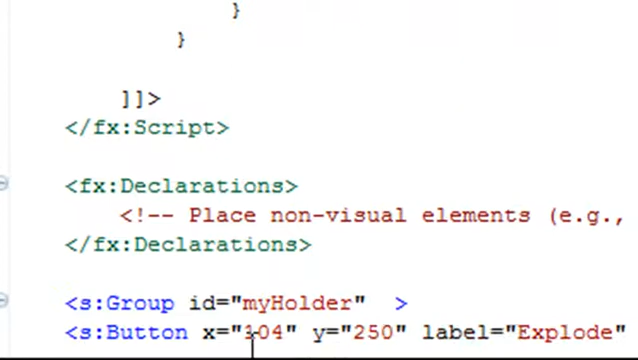 }
}
]]>
</fx:Script>
<fx:Declarations>
<!-- Place non-visual elements (e.g.,
</fx:Declarations>
<s:Group id="myHolder"  >
<s:Button x="104" y="250" label="Explode"